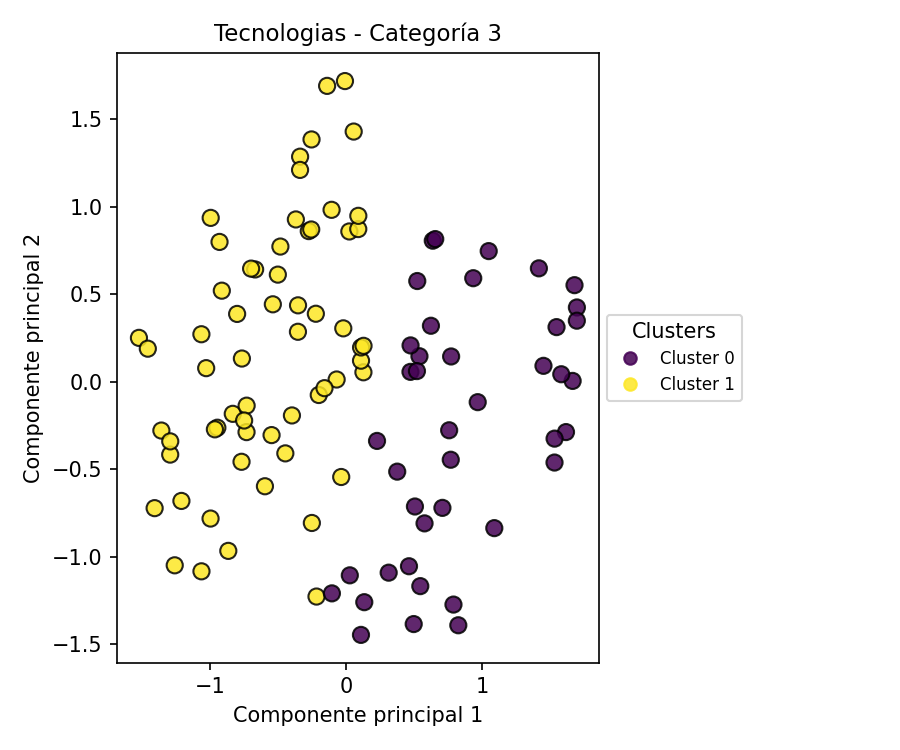 Tecnologias - Categoría 3
Componente principal 2
1.5
1.0
0.5
0.0
−0.5
−1.0
−1.5
−1
0
1
Componente principal 1
Clusters
Cluster 0
Cluster 1